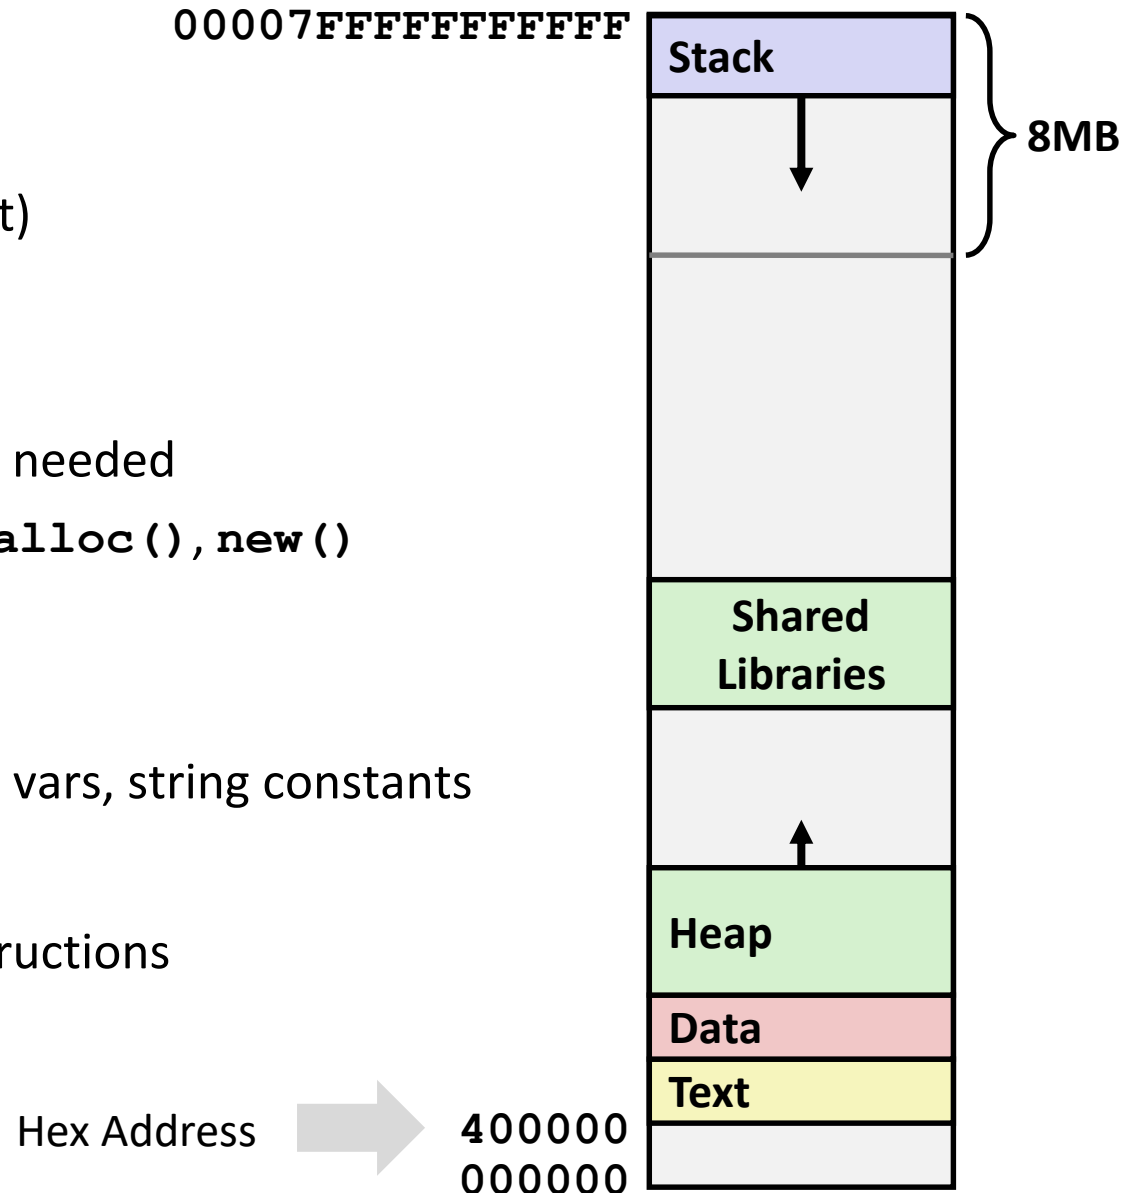 00007FFFFFFFFFFF
Stack
8MB
t)
needed
alloc(), new()
Shared
Libraries
vars, string constants
Heap
ructions
Data
Text
Hex Address
400000
000000